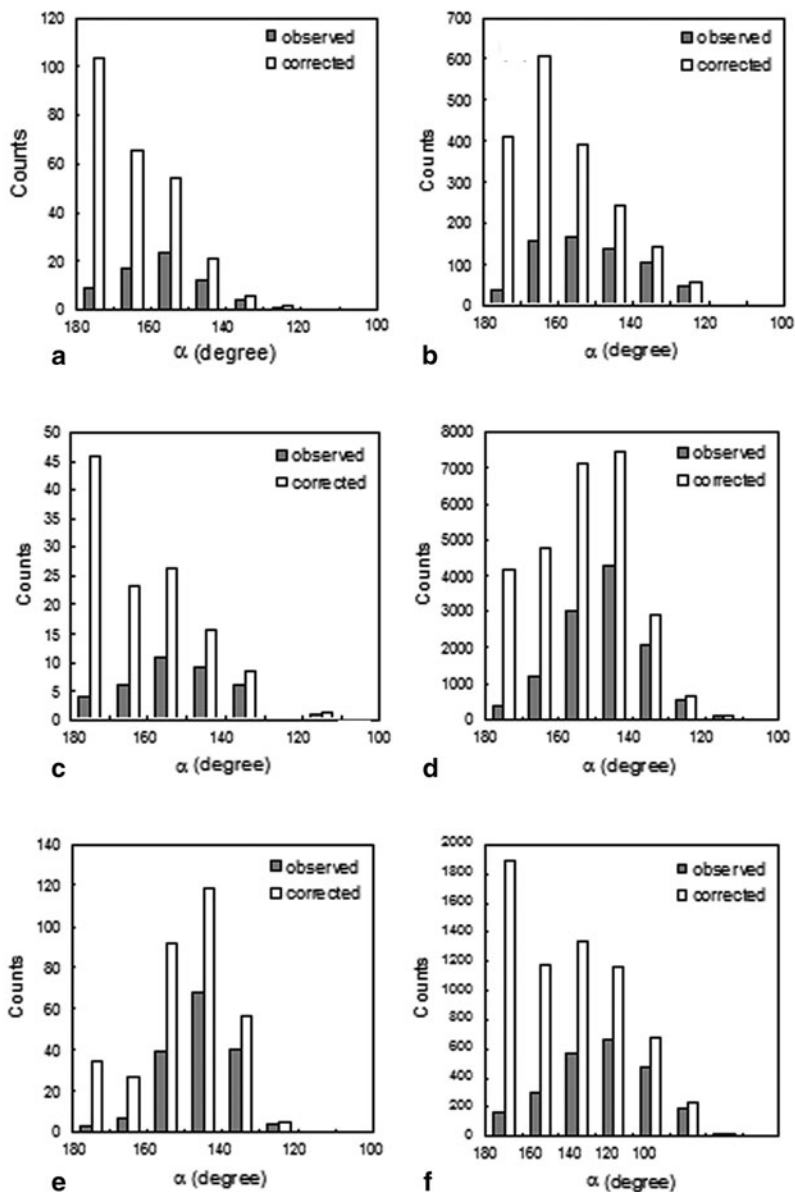 120
100
80
60
40
20
0
Counts
observed
corrected
180
160
140
120
100
a
α (degree)
700
600
500
400
300
200
100
0
Counts
observed
corrected
180
160
140
120
100
b
α (degree)
50
45
40
35
30
25
20
15
10
5
0
Counts
observed
corrected
180
160
140
120
100
c
α (degree)
8000
7000
6000
5000
4000
3000
2000
1000
0
Counts
observed
corrected
180
160
140
120
100
d
α (degree)
140
120
100
80
60
40
20
0
Counts
observed
corrected
180
160
140
120
100
e
α (degree)
2000
1800
1600
1400
1200
1000
800
600
400
200
0
Counts
observed
corrected
180
160
140
120
100
f
α (degree)